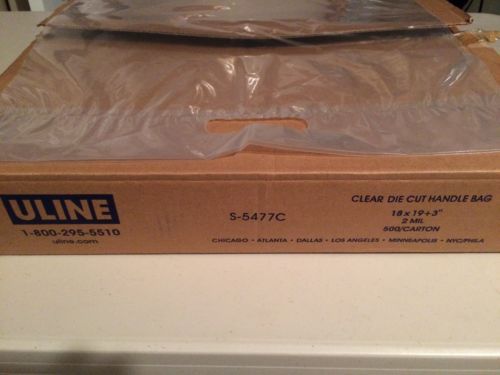 ULINE
1-800-295-5510
uline.com
S-5477C
CLEAR DIE CUT HANDLE BAG
18 x 19 + 3"
2 MIL
500/CARTON
CHICAGO • ATLANTA • DALLAS • LOS ANGELES • MINNEAPOLIS • NYC/PHILA